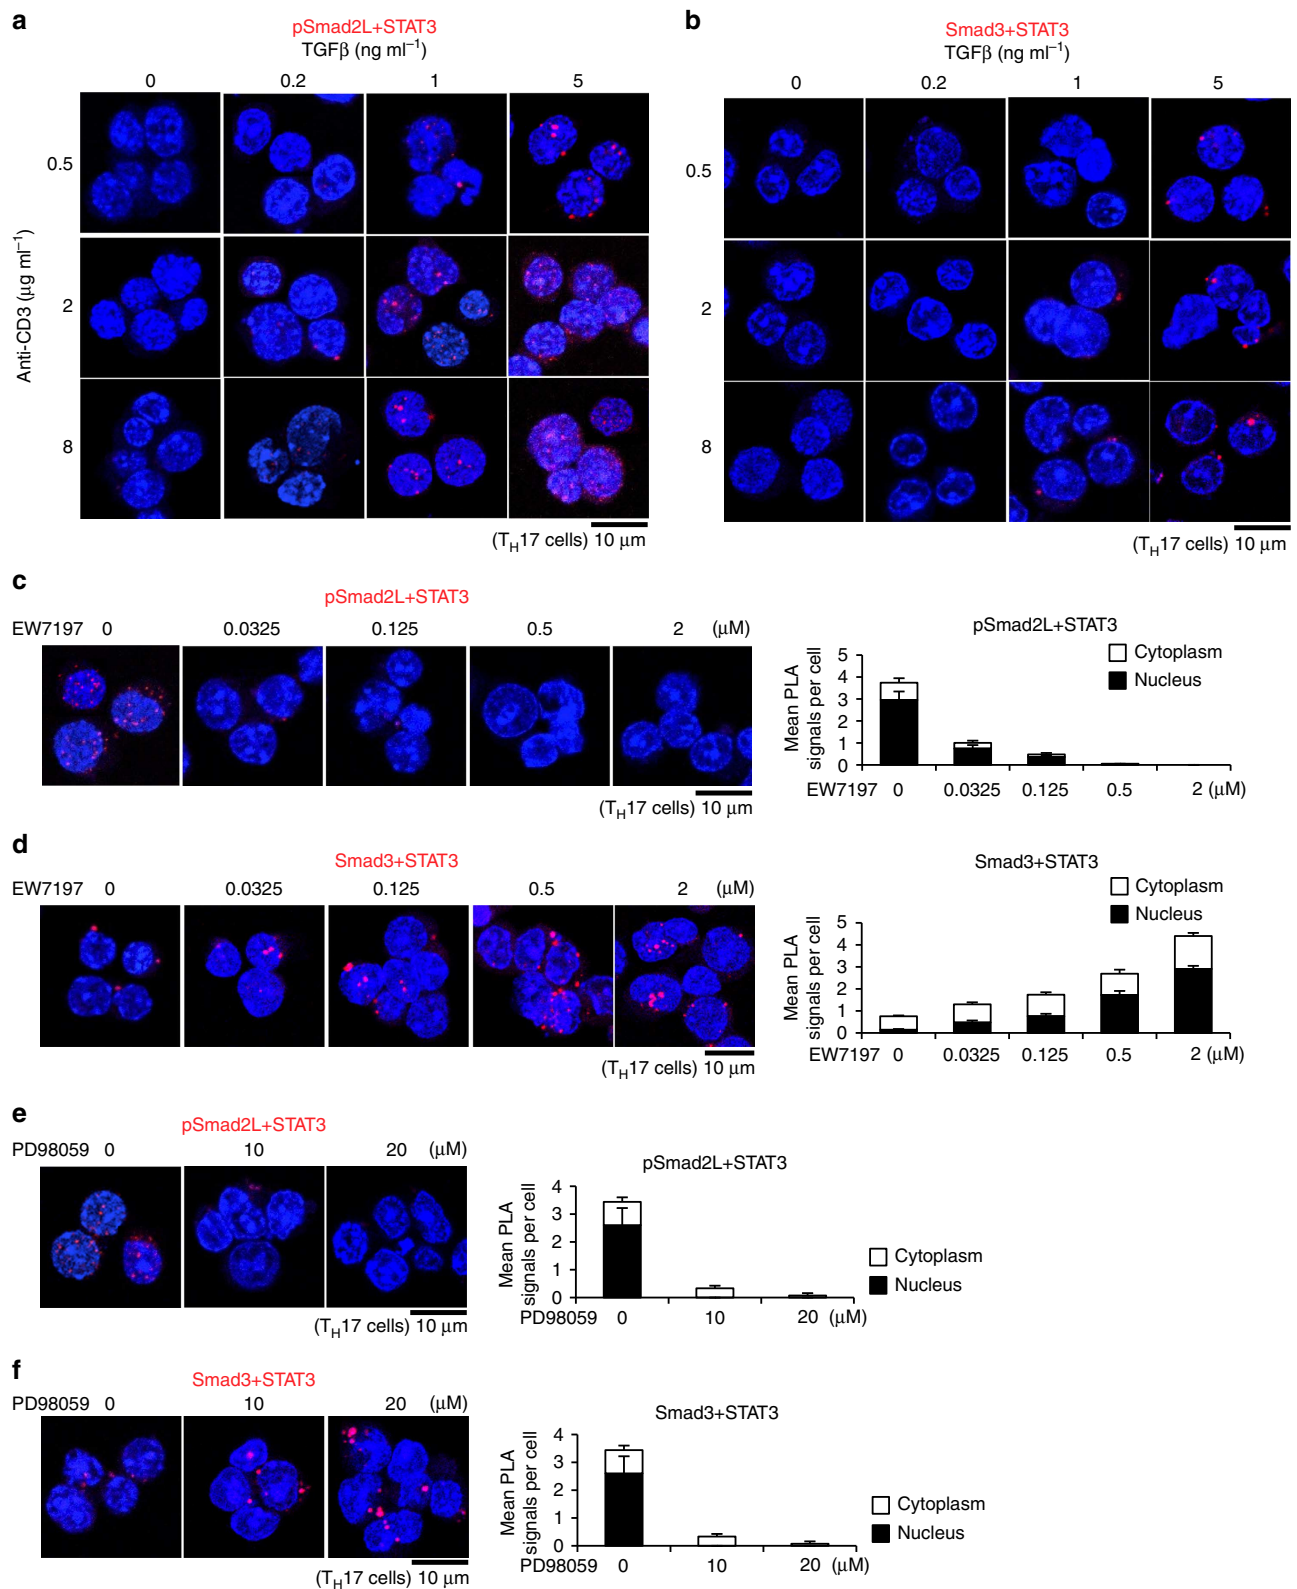 a
pSmad2L+STAT3
TGFβ (ng ml⁻¹)
0 0.2 1 5
Anti-CD3 (μg ml⁻¹)
0.5
2
8
(T_H17 cells) 10 μm
b
Smad3+STAT3
TGFβ (ng ml⁻¹)
0 0.2 1 5
0.5
2
8
(T_H17 cells) 10 μm
c
pSmad2L+STAT3
EW7197 0 0.0325 0.125 0.5 2 (μM)
(T_H17 cells) 10 μm
pSmad2L+STAT3
Cytoplasm
Nucleus
Mean PLA
signals per cell
5
4
3
2
1
0
EW7197 0 0.0325 0.125 0.5 2 (μM)
d
Smad3+STAT3
EW7197 0 0.0325 0.125 0.5 2 (μM)
(T_H17 cells) 10 μm
Smad3+STAT3
Cytoplasm
Nucleus
Mean PLA
signals per cell
5
4
3
2
1
0
EW7197 0 0.0325 0.125 0.5 2 (μM)
e
pSmad2L+STAT3
PD98059 0 10 20 (μM)
(T_H17 cells) 10 μm
pSmad2L+STAT3
Mean PLA
signals per cell
4
3
2
1
0
Cytoplasm
Nucleus
PD98059 0 10 20 (μM)
f
Smad3+STAT3
PD98059 0 10 20 (μM)
(T_H17 cells) 10 μm
Smad3+STAT3
Mean PLA
signals per cell
4
3
2
1
0
Cytoplasm
Nucleus
PD98059 0 10 20 (μM)